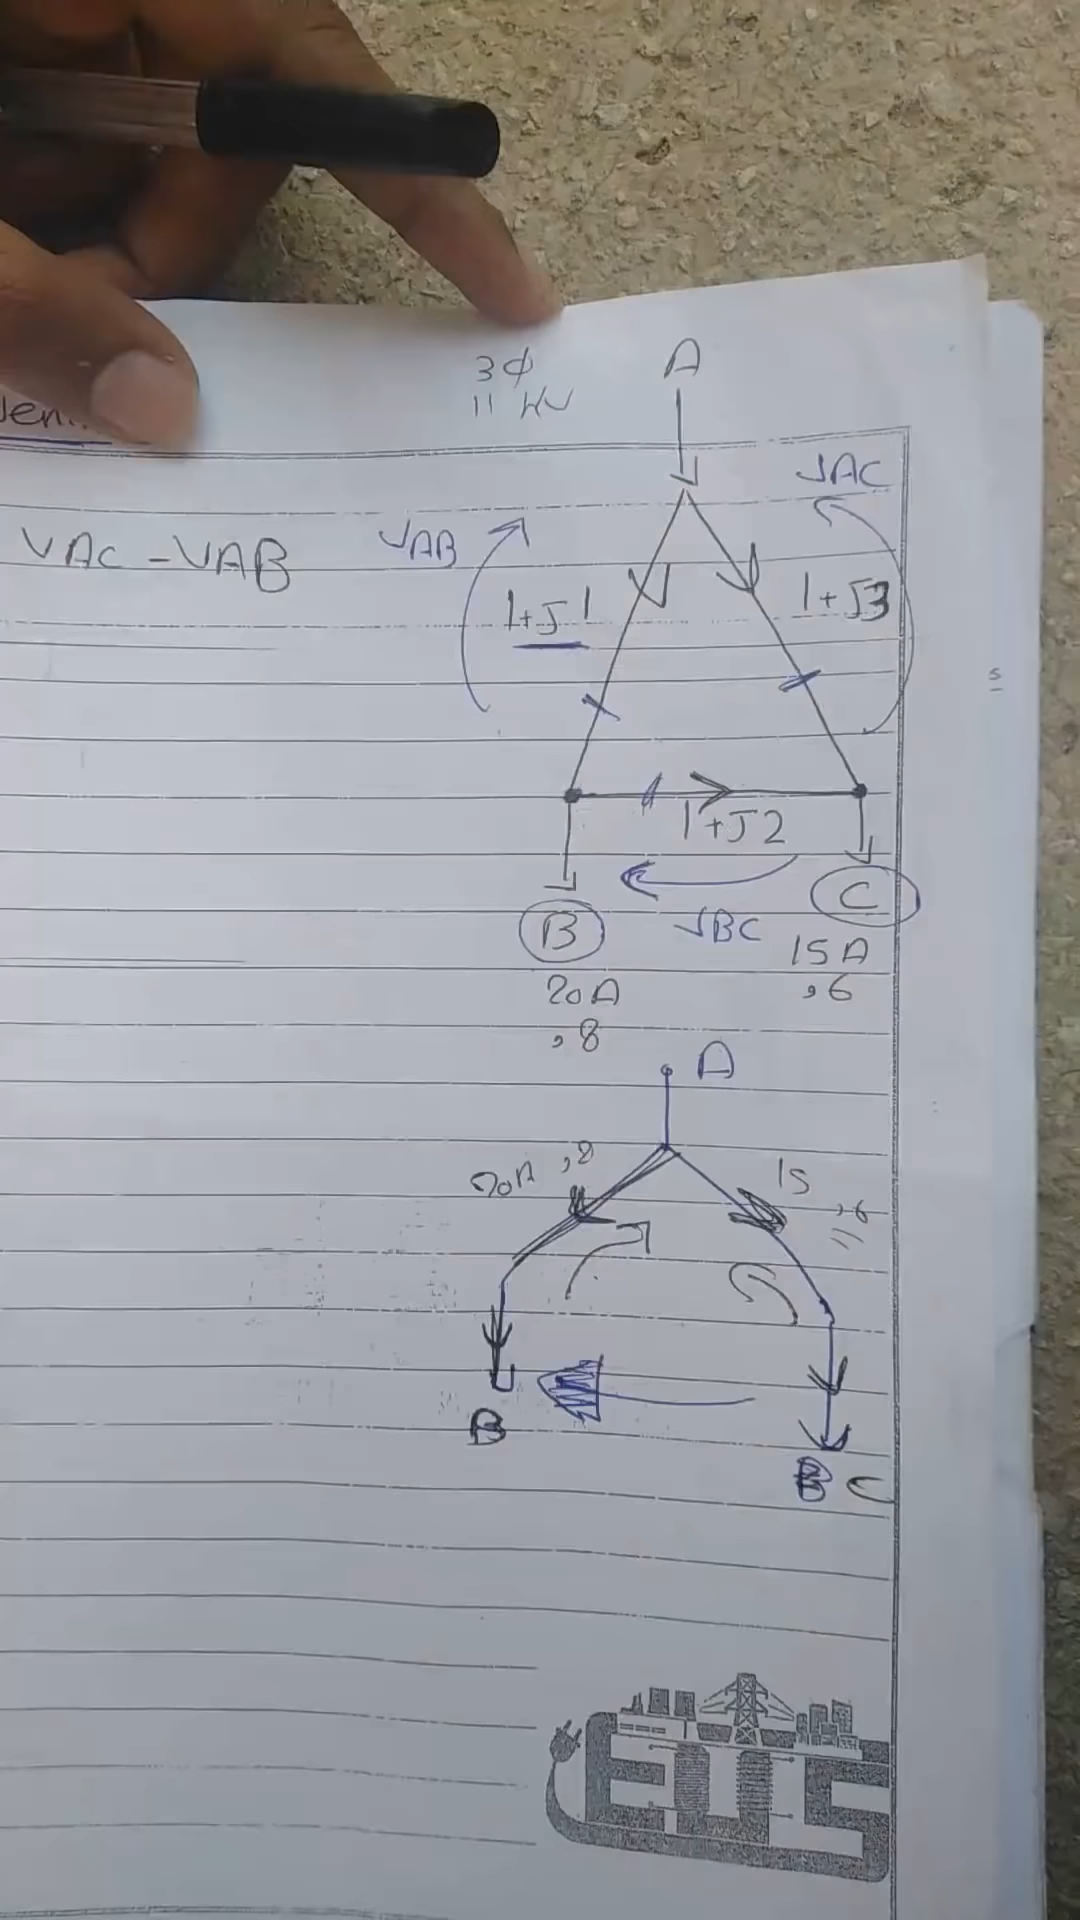 3ϕ
11 kV
A
VAC
VAC - VAB
VAB
1+J1
1+J3
1+J2
C
B
VBC
15A
,6
20A
,8
A
20A ,8
15
,6
B
B C
EUS